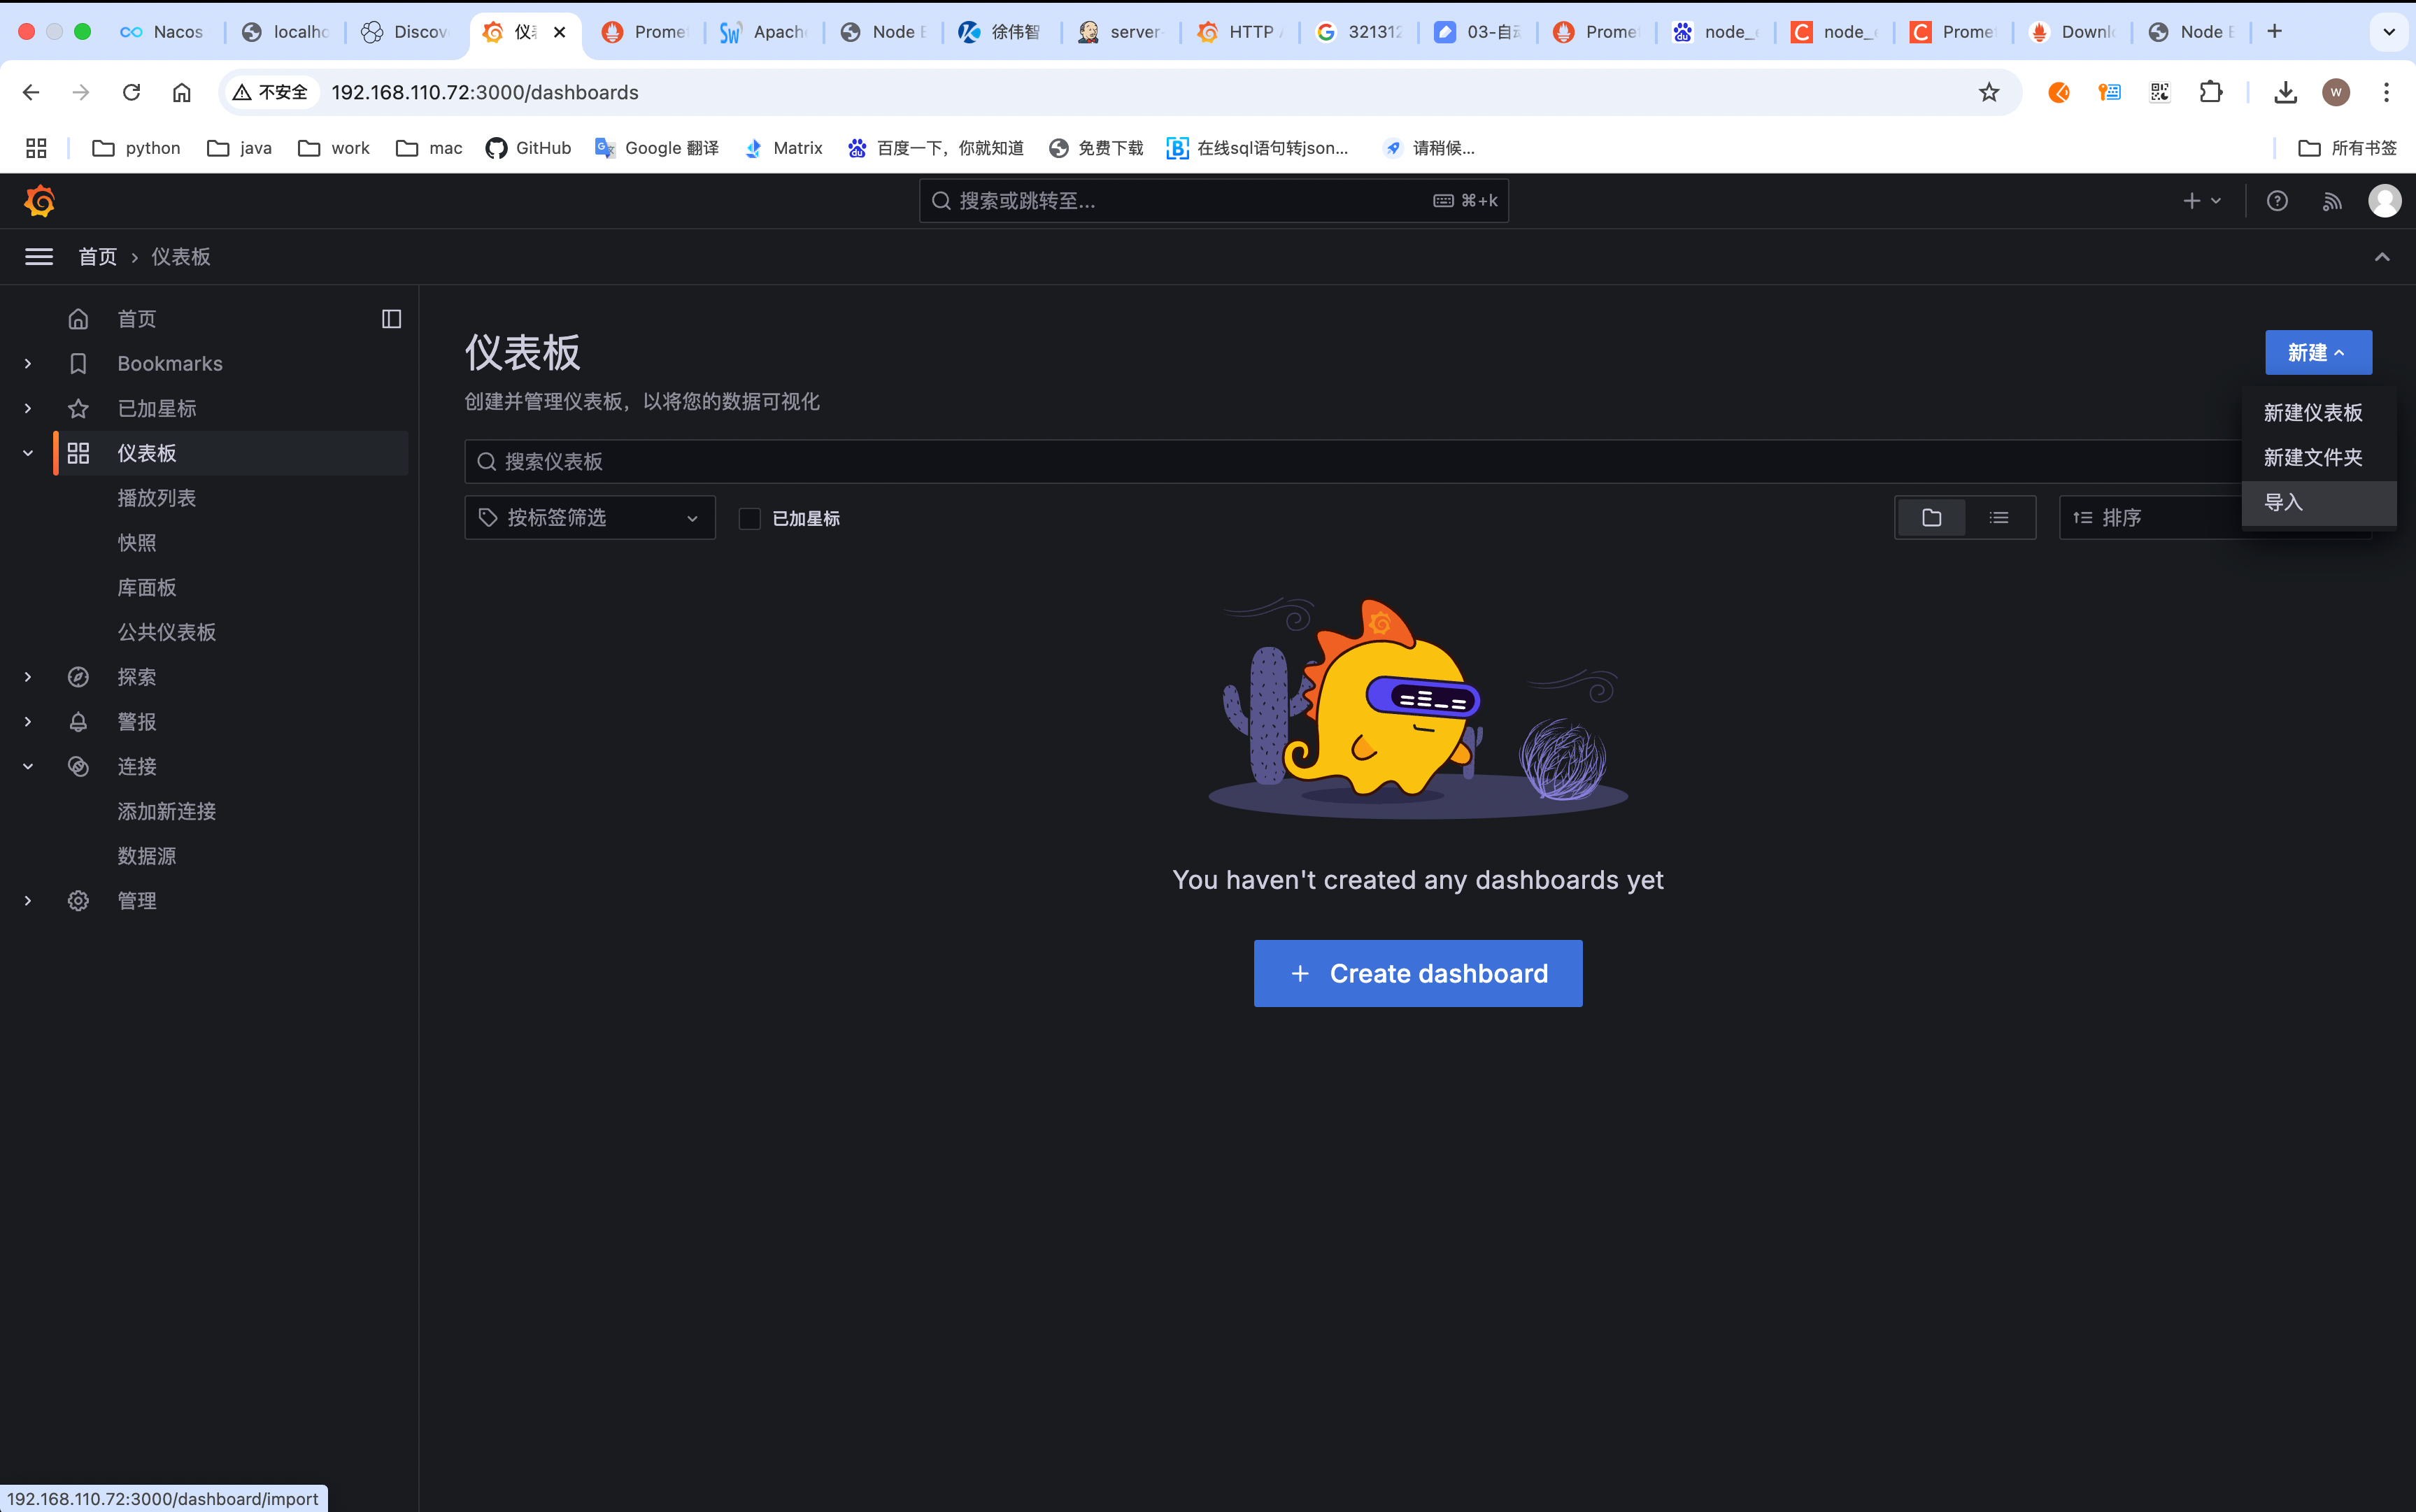 Nacos
localho
Discov
仪表
Promet
Apach
Node E
徐伟智
server-
HTTP A
321312
03-自动
Promet
node_e
node_e
Promet
Downlo
Node E
不安全
192.168.110.72:3000/dashboards
W
python
java
work
mac
GitHub
Google 翻译
Matrix
百度一下，你就知道
免费下载
在线sql语句转json...
请稍候...
所有书签
搜索或跳转至...
⌘+k
首页 › 仪表板
首页
Bookmarks
已加星标
仪表板
播放列表
快照
库面板
公共仪表板
探索
警报
连接
添加新连接
数据源
管理
仪表板
创建并管理仪表板，以将您的数据可视化
新建
新建仪表板
新建文件夹
导入
搜索仪表板
按标签筛选
已加星标
排序
You haven't created any dashboards yet
+ Create dashboard
192.168.110.72:3000/dashboard/import